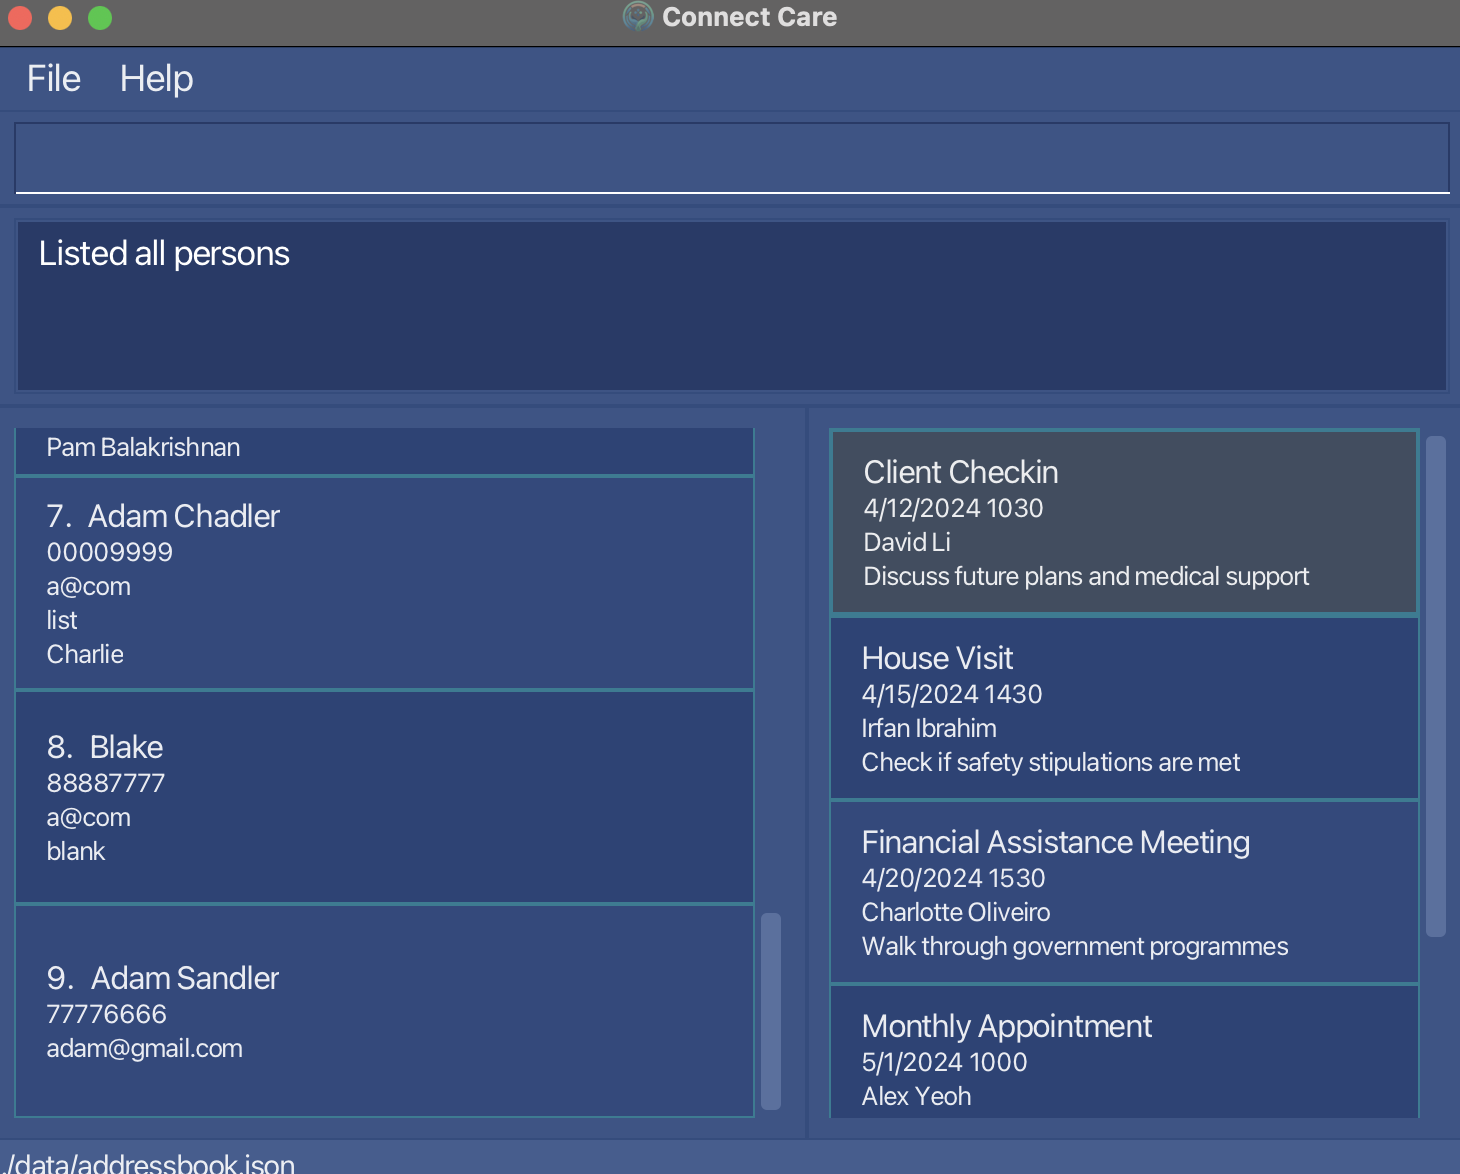 Connect Care
File Help
Listed all persons
Pam Balakrishnan
7. Adam Chadler
00009999
a@com
list
Charlie
8. Blake
88887777
a@com
blank
9. Adam Sandler
77776666
adam@gmail.com
Client Checkin
4/12/2024 1030
David Li
Discuss future plans and medical support
House Visit
4/15/2024 1430
Irfan Ibrahim
Check if safety stipulations are met
Financial Assistance Meeting
4/20/2024 1530
Charlotte Oliveiro
Walk through government programmes
Monthly Appointment
5/1/2024 1000
Alex Yeoh
./data/addressbook.json